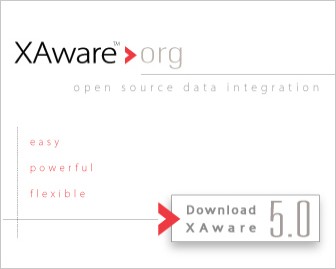 XAware™ org
open source data integration
easy
powerful
flexible
Download
XAware 5.0